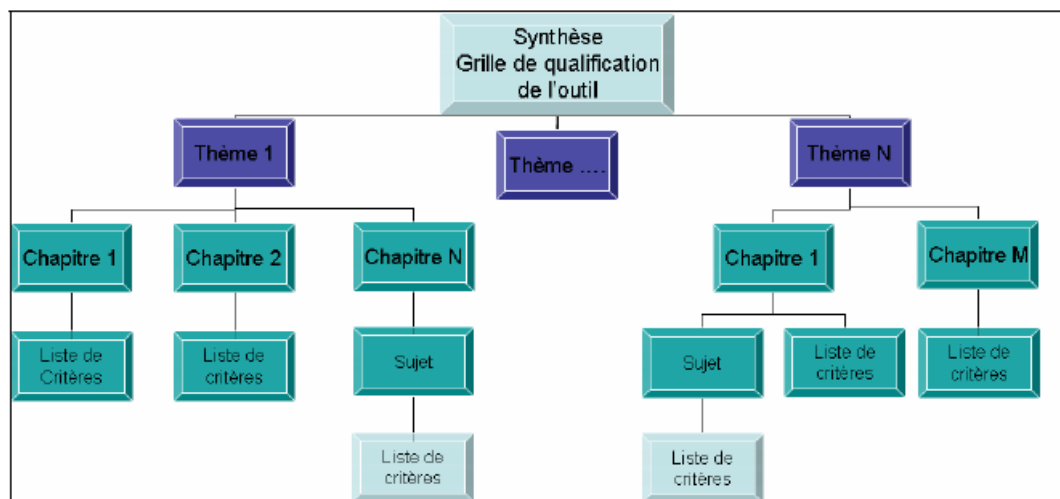 Synthèse
Grille de qualification
de l'outil
Thème 1
Thème ....
Thème N
Chapitre 1
Chapitre 2
Chapitre N
Chapitre 1
Chapitre M
Liste de
Critères
Liste de
critères
Sujet
Sujet
Liste de
critères
Liste de
critères
Liste de
critères
Liste de
critères